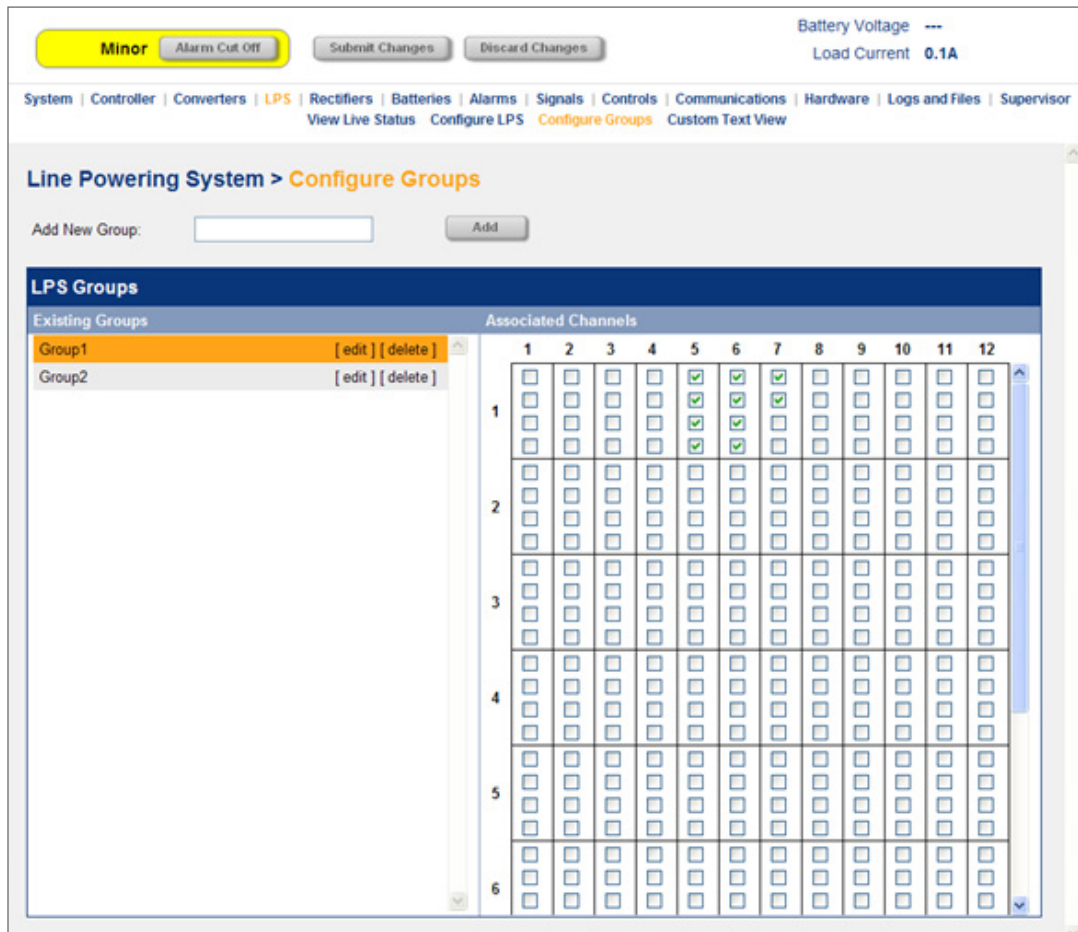 Minor Alarm Cut Off Submit Changes Discard Changes
Battery Voltage ---
Load Current 0.1A
System | Controller | Converters | LPS | Rectifiers | Batteries | Alarms | Signals | Controls | Communications | Hardware | Logs and Files | Supervisor
View Live Status Configure LPS Configure Groups Custom Text View
Line Powering System > Configure Groups
Add New Group: Add
LPS Groups
Existing Groups Associated Channels
Group1 [ edit ] [ delete ]
Group2 [ edit ] [ delete ]
1 2 3 4 5 6 7 8 9 10 11 12
1
2
3
4
5
6